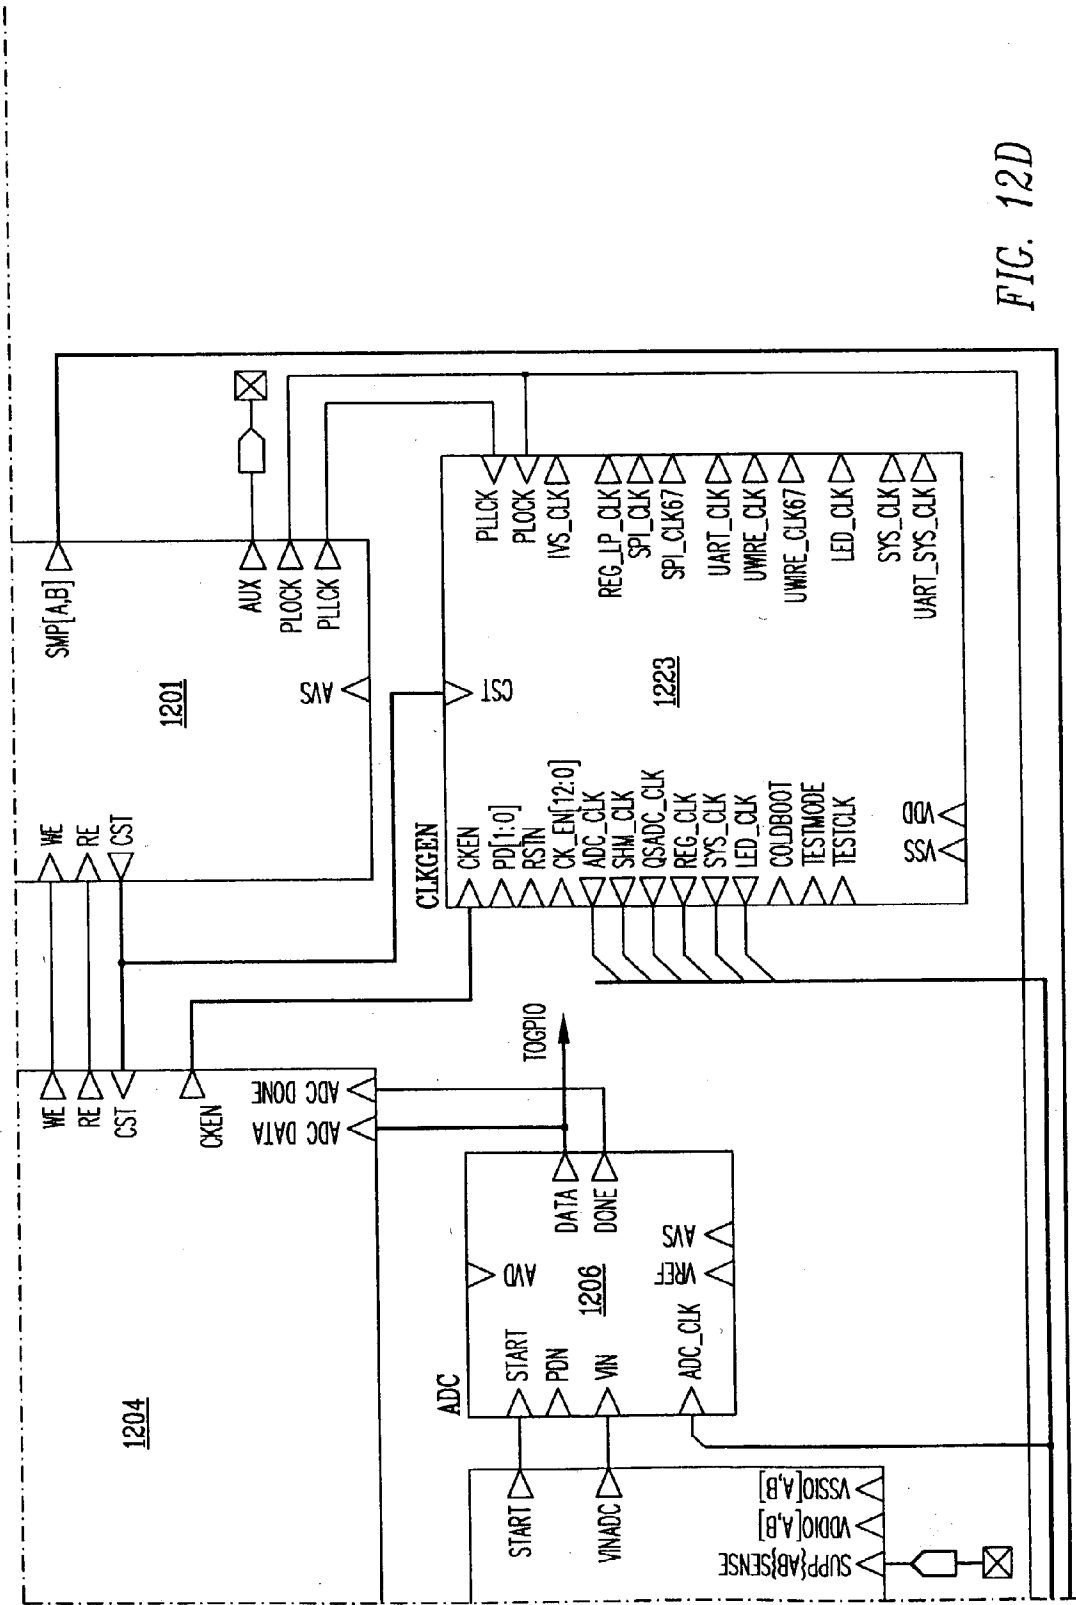 1204
WE
RE
CST
CKEN
ADC DATA
ADC DONE
WE
RE
CST
1201
SMP[A,B]
AUX
PLOCK
PLLCK
AVS
START
VINADC
SUPP{AB}SENSE
VDDIO[A,B]
VSSIO[A,B]
ADC
START
PDN
VIN
ADC_CLK
AVD
1206
VREF
AVS
DATA
DONE
TOGPIO
CLKGEN
CKEN
PD[1:0]
RSTN
CK_EN[12:0]
ADC_CLK
SHM_CLK
QSADC_CLK
REG_CLK
SYS_CLK
LED_CLK
COLDBOOT
TESTMODE
TESTCLK
CST
1223
VSS
VDD
PLLCK
PLOCK
IVS_CLK
REG_LP_CLK
SPI_CLK
SPI_CLK67
UART_CLK
UWIRE_CLK
UWIRE_CLK67
LED_CLK
SYS_CLK
UART_SYS_CLK
FIG. 12D